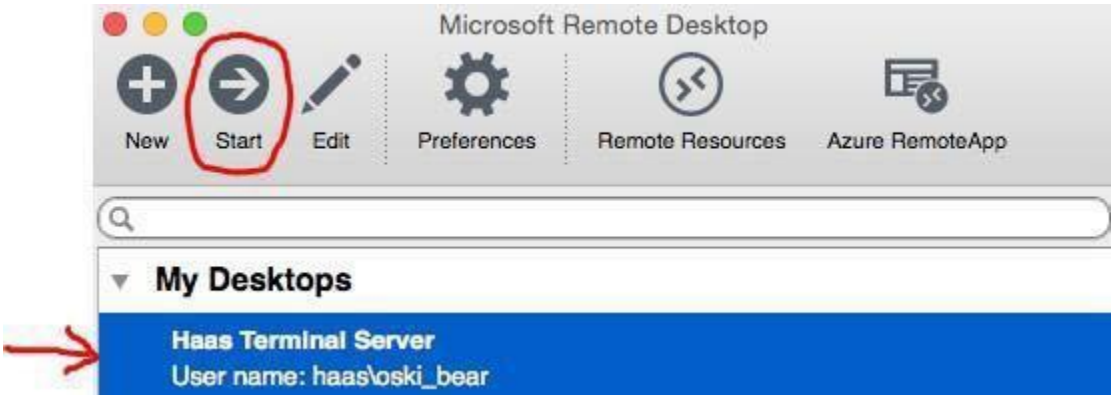 Microsoft Remote Desktop
New Start Edit Preferences Remote Resources Azure RemoteApp
My Desktops
Haas Terminal Server
User name: haas\oski_bear